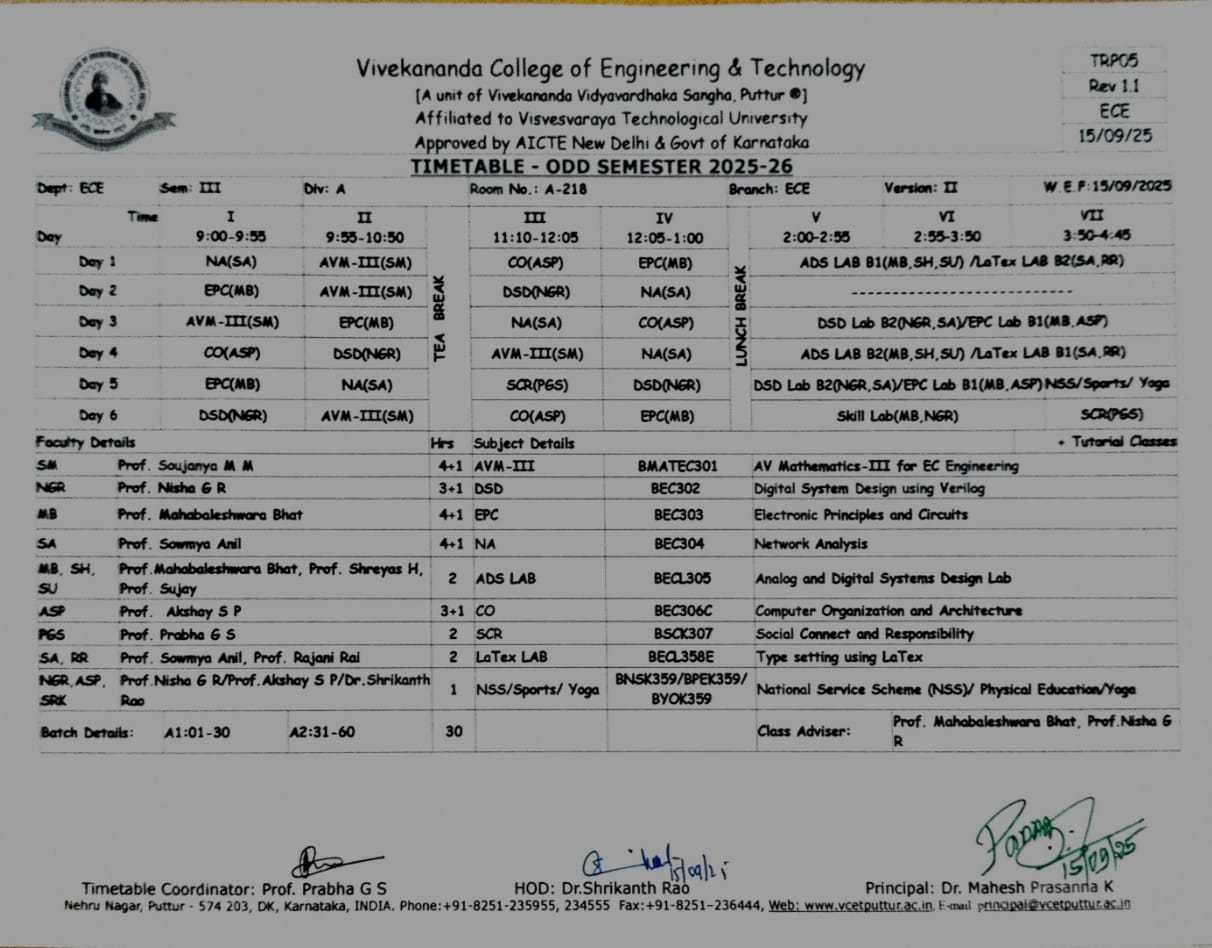 Vivekananda College of Engineering & Technology
[A unit of Vivekananda Vidyavardhaka Sangha, Puttur ®]
Affiliated to Visvesvaraya Technological University
Approved by AICTE New Delhi & Govt of Karnataka
TRP05
Rev 1.1
ECE
15/09/25
TIMETABLE - ODD SEMESTER 2025-26
Dept: ECE Sem: III Div: A Room No.: A-218 Branch: ECE Version: II W.E.F:15/09/2025
Time I II III IV V VI VII
Day 9:00-9:55 9:55-10:50 11:10-12:05 12:05-1:00 2:00-2:55 2:55-3:50 3:50-4:45
TEA BREAK
LUNCH BREAK
Day 1 NA(SA) AVM-III(SM) CO(ASP) EPC(MB) ADS LAB B1(MB,SH,SU) /LaTex LAB B2(SA,RR)
Day 2 EPC(MB) AVM-III(SM) DSD(NGR) NA(SA) -------------------------
Day 3 AVM-III(SM) EPC(MB) NA(SA) CO(ASP) DSD Lab B2(NGR,SA)/EPC Lab B1(MB,ASP)
Day 4 CO(ASP) DSD(NGR) AVM-III(SM) NA(SA) ADS LAB B2(MB,SH,SU) /LaTex LAB B1(SA,RR)
Day 5 EPC(MB) NA(SA) SCR(PGS) DSD(NGR) DSD Lab B2(NGR,SA)/EPC Lab B1(MB,ASP) NSS/Sports/ Yoga
Day 6 DSD(NGR) AVM-III(SM) CO(ASP) EPC(MB) Skill Lab(MB,NGR) SCR(PGS)
Faculty Details Hrs Subject Details • Tutorial Classes
SM Prof. Soujanya M M 4+1 AVM-III BMATEC301 AV Mathematics-III for EC Engineering
NGR Prof. Nisha G R 3+1 DSD BEC302 Digital System Design using Verilog
MB Prof. Mahabaleshwara Bhat 4+1 EPC BEC303 Electronic Principles and Circuits
SA Prof. Sowmya Anil 4+1 NA BEC304 Network Analysis
MB, SH, Prof.Mahabaleshwara Bhat, Prof. Shreyas H,
SU Prof. Sujay 2 ADS LAB BECL305 Analog and Digital Systems Design Lab
ASP Prof. Akshay S P 3+1 CO BEC306C Computer Organization and Architecture
PGS Prof. Prabha G S 2 SCR BSCK307 Social Connect and Responsibility
SA, RR Prof. Sowmya Anil, Prof. Rajani Rai 2 LaTex LAB BECL358E Type setting using LaTex
NGR,ASP, Prof.Nisha G R/Prof.Akshay S P/Dr.Shrikanth 1 NSS/Sports/ Yoga BNSK359/BPEK359/ National Service Scheme (NSS)/ Physical Education/Yoga
SRK Rao BYOK359
Batch Details: A1:01-30 A2:31-60 30 Class Adviser: Prof. Mahabaleshwara Bhat, Prof.Nisha G
R
15/09/25
15/09/25
Timetable Coordinator: Prof. Prabha G S HOD: Dr.Shrikanth Rao Principal: Dr. Mahesh Prasanna K
Nehru Nagar, Puttur - 574 203, DK, Karnataka, INDIA. Phone:+91-8251-235955, 234555 Fax:+91-8251-236444, Web: www.vcetputtur.ac.in, E-mail principal@vcetputtur.ac.in